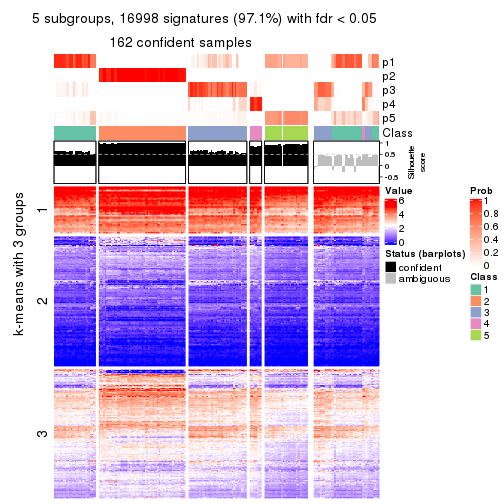 5 subgroups, 16998 signatures (97.1%) with fdr < 0.05
162 confident samples
p1
p2
p3
p4
p5
Class
1
0.5
0
-0.5
Silhouette
score
k-means with 3 groups
1
2
3
Value
6
4
2
0
Status (barplots)
confident
ambiguous
Prob
1
0.8
0.6
0.4
0.2
0
Class
1
2
3
4
5